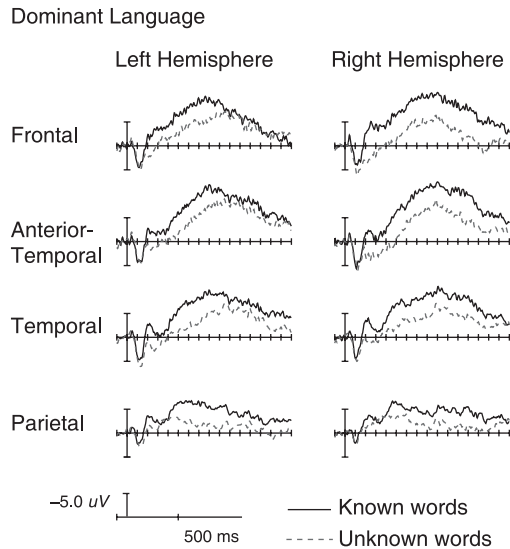 Dominant Language
Left Hemisphere
Right Hemisphere
Frontal
Anterior-
Temporal
Temporal
Parietal
–5.0 uV
500 ms
Known words
Unknown words